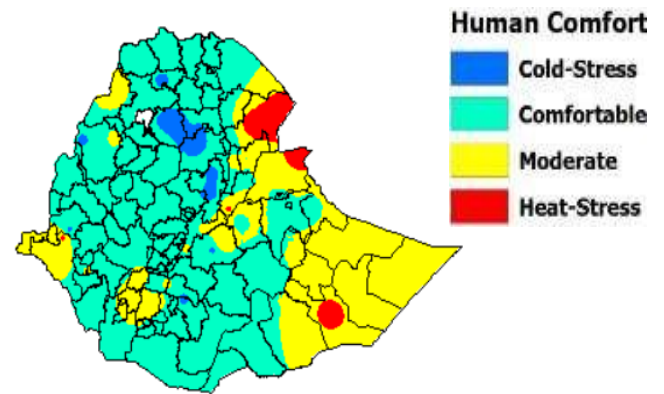 Human Comfort
Cold-Stress
Comfortable
Moderate
Heat-Stress